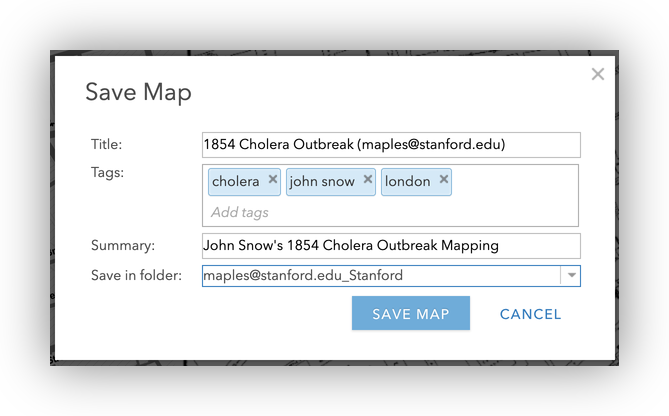 Save Map
Title: 1854 Cholera Outbreak (maples@stanford.edu)
Tags: cholera john snow london
Add tags
Summary: John Snow's 1854 Cholera Outbreak Mapping
Save in folder: maples@stanford.edu_Stanford
SAVE MAP CANCEL